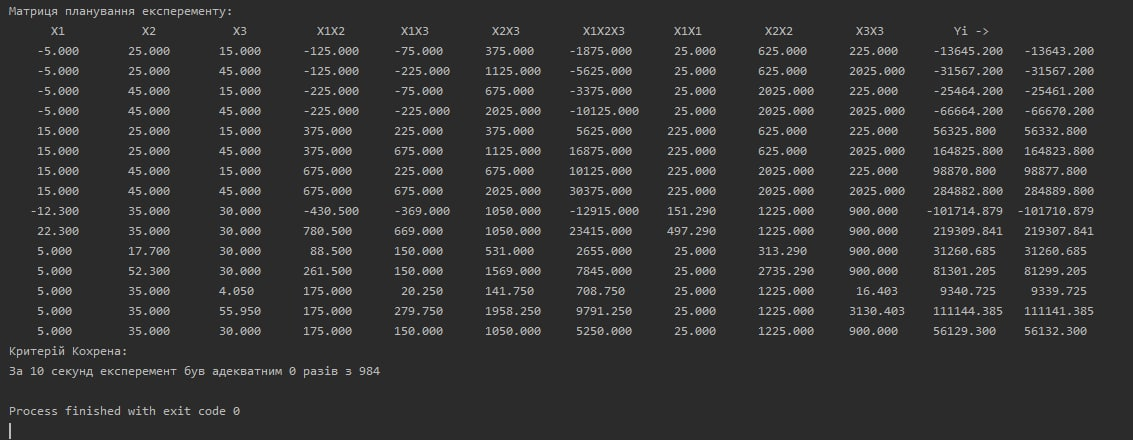 Матриця планування експеременту:
X1 X2 X3 X1X2 X1X3 X2X3 X1X2X3 X1X1 X2X2 X3X3 Yi ->
-5.000 25.000 15.000 -125.000 -75.000 375.000 -1875.000 25.000 625.000 225.000 -13645.200 -13643.200
-5.000 25.000 45.000 -125.000 -225.000 1125.000 -5625.000 25.000 625.000 2025.000 -31567.200 -31567.200
-5.000 45.000 15.000 -225.000 -75.000 675.000 -3375.000 25.000 2025.000 225.000 -25464.200 -25461.200
-5.000 45.000 45.000 -225.000 -225.000 2025.000 -10125.000 25.000 2025.000 2025.000 -66664.200 -66670.200
15.000 25.000 15.000 375.000 225.000 375.000 5625.000 225.000 625.000 225.000 56325.800 56332.800
15.000 25.000 45.000 375.000 675.000 1125.000 16875.000 225.000 625.000 2025.000 164825.800 164823.800
15.000 45.000 15.000 675.000 225.000 675.000 10125.000 225.000 2025.000 225.000 98870.800 98877.800
15.000 45.000 45.000 675.000 675.000 2025.000 30375.000 225.000 2025.000 2025.000 284882.800 284889.800
-12.300 35.000 30.000 -430.500 -369.000 1050.000 -12915.000 151.290 1225.000 900.000 -101714.879 -101710.879
22.300 35.000 30.000 780.500 669.000 1050.000 23415.000 497.290 1225.000 900.000 219309.841 219307.841
5.000 17.700 30.000 88.500 150.000 531.000 2655.000 25.000 313.290 900.000 31260.685 31260.685
5.000 52.300 30.000 261.500 150.000 1569.000 7845.000 25.000 2735.290 900.000 81301.205 81299.205
5.000 35.000 4.050 175.000 20.250 141.750 708.750 25.000 1225.000 16.403 9340.725 9339.725
5.000 35.000 55.950 175.000 279.750 1958.250 9791.250 25.000 1225.000 3130.403 111144.385 111141.385
5.000 35.000 30.000 175.000 150.000 1050.000 5250.000 25.000 1225.000 900.000 56129.300 56132.300
Критерій Кохрена:
За 10 секунд експеремент був адекватним 0 разів з 984
Process finished with exit code 0